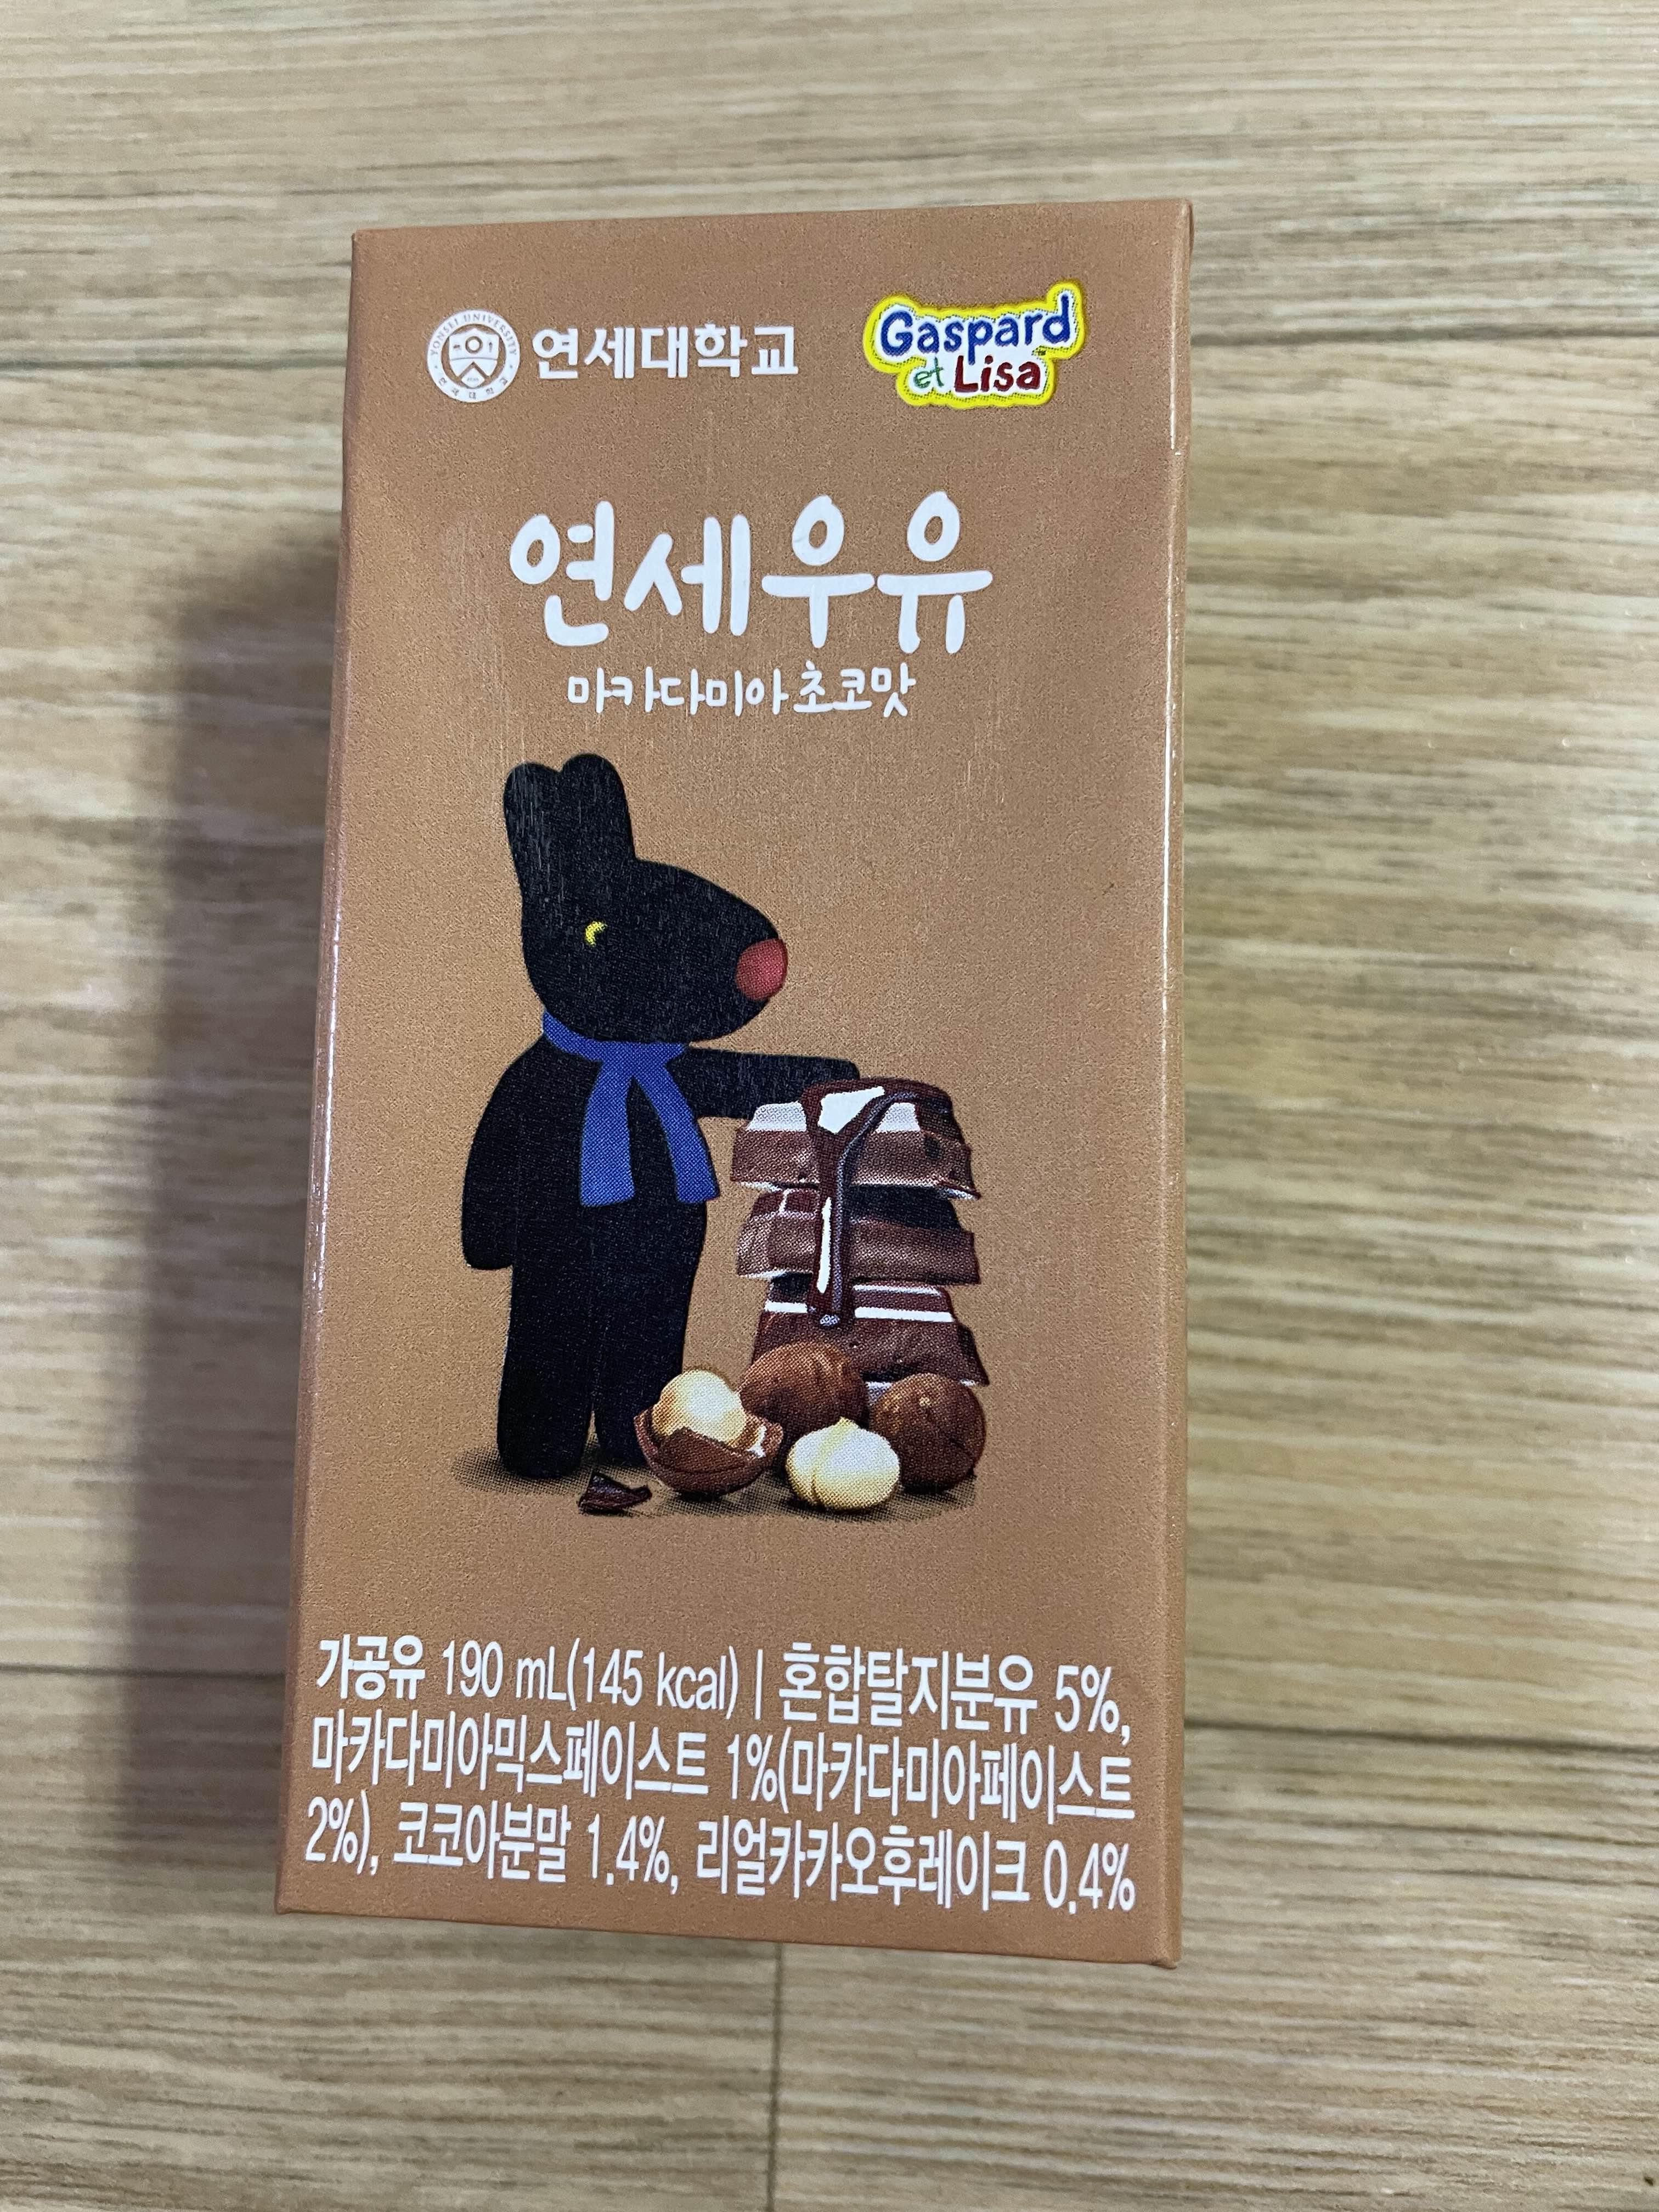 YONSEI UNIVERSITY
연세대학교
Gaspard
et Lisa™
연세우유
마카다미아 초코맛
가공유 190 mL(145 kcal) | 혼합탈지분유 5%,
마카다미아믹스페이스트 1%(마카다미아페이스트
2%), 코코아분말 1.4%, 리얼카카오후레이크 0.4%